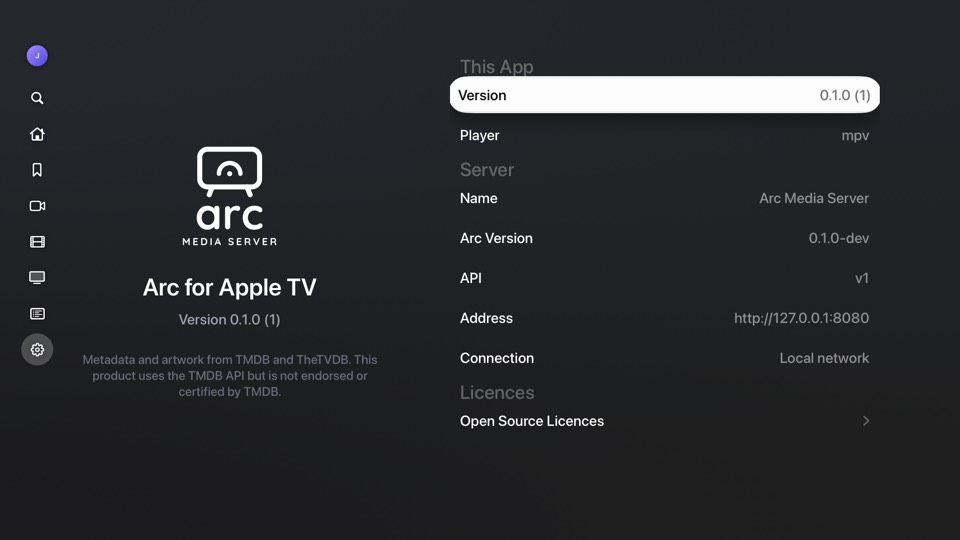 J
This App
Version 0.1.0 (1)
Player mpv
Server
Name Arc Media Server
Arc Version 0.1.0-dev
API v1
Address http://127.0.0.1:8080
Connection Local network
Licences
Open Source Licences
arc
MEDIA SERVER
Arc for Apple TV
Version 0.1.0 (1)
Metadata and artwork from TMDB and TheTVDB. This
product uses the TMDB API but is not endorsed or
certified by TMDB.